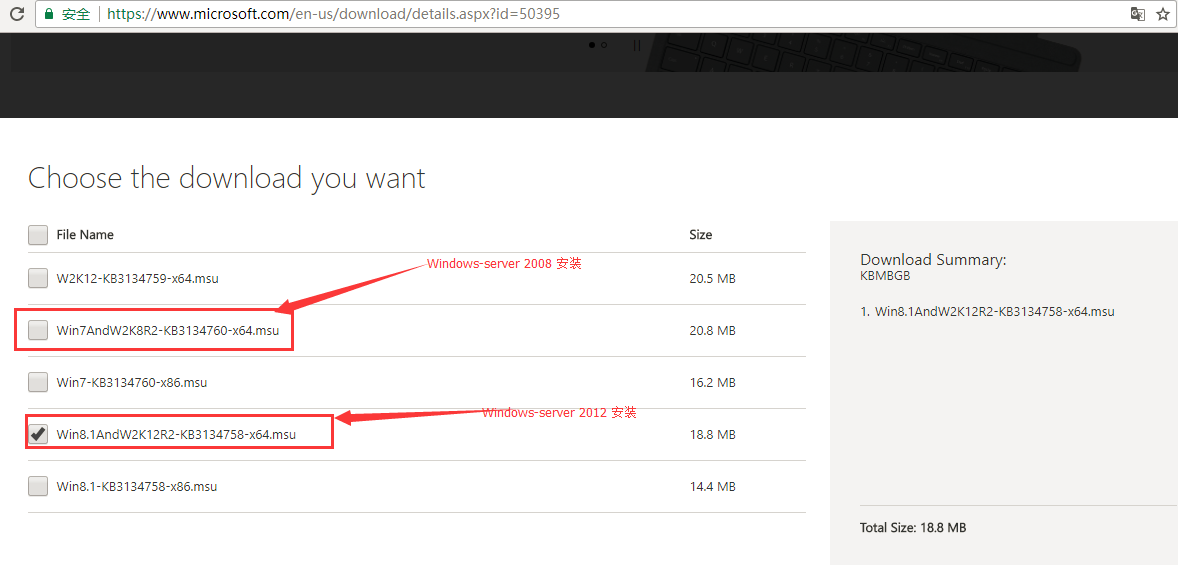 安全 https://www.microsoft.com/en-us/download/details.aspx?id=50395
Choose the download you want
File Name Size
Windows-server 2008 安装
W2K12-KB3134759-x64.msu 20.5 MB
Win7AndW2K8R2-KB3134760-x64.msu 20.8 MB
Win7-KB3134760-x86.msu 16.2 MB
Windows-server 2012 安装
Win8.1AndW2K12R2-KB3134758-x64.msu 18.8 MB
Win8.1-KB3134758-x86.msu 14.4 MB
Download Summary:
KBMBGB
1. Win8.1AndW2K12R2-KB3134758-x64.msu
Total Size: 18.8 MB